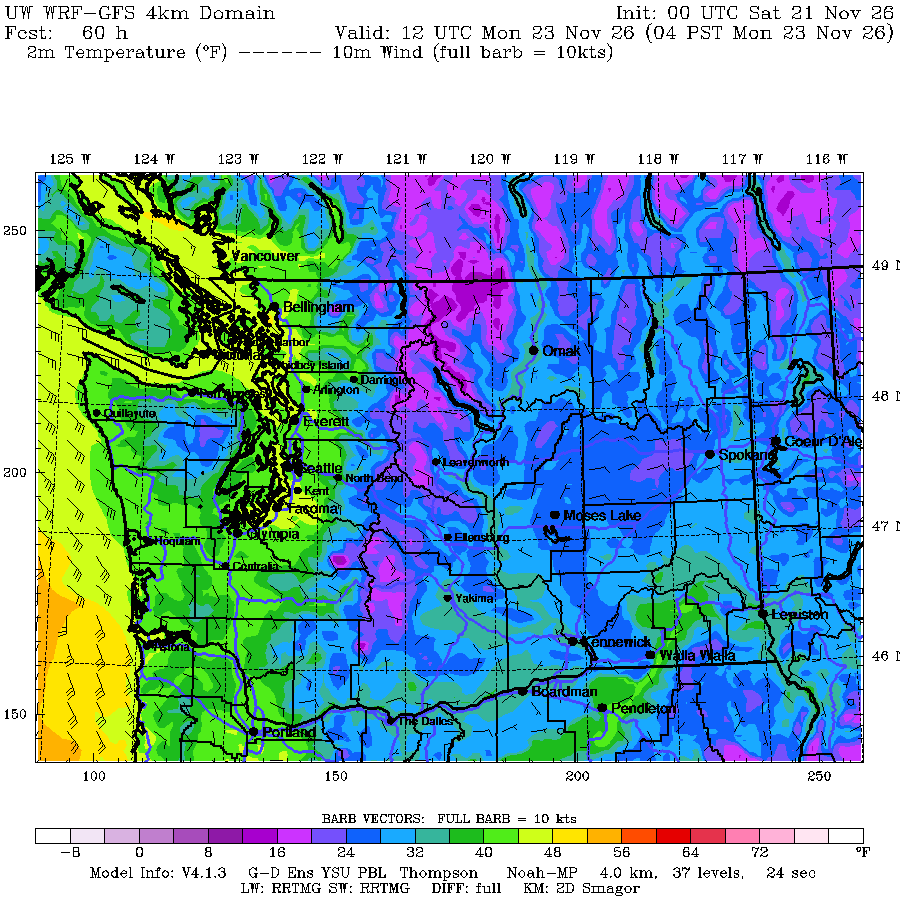 UW WRF-GFS 4km Domain Init: 00 UTC Sat 21 Nov 26
Fcst: 60 h Valid: 12 UTC Mon 23 Nov 26 (04 PST Mon 23 Nov 26)
2m Temperature (°F) ------ 10m Wind (full barb = 10kts)
125 W 124 W 123 W 122 W 121 W 120 W 119 W 118 W 117 W 116 W
250
Vancouver
49 N
Bellingham
Harbor
Omak
Whidbey Island
Darrington
Arlington
48 N
Quillayute
Everett
Coeur D'Ale
Spokane
Leavenworth
200
Seattle
North Bend
Kent
Tacoma
Moses Lake
47 N
Olympia
Ellensburg
Hoquiam
Centralia
Yakima
Lewiston
Kennewick
Astoria
Walla Walla
46 N
Boardman
Pendleton
150
The Dalles
Portland
100 150 200 250
BARB VECTORS: FULL BARB = 10 kts
-8 0 8 16 24 32 40 48 56 64 72 °F
Model Info: V4.1.3 G-D Ens YSU PBL Thompson Noah-MP 4.0 km, 37 levels, 24 sec
LW: RRTMG SW: RRTMG DIFF: full KM: 2D Smagor